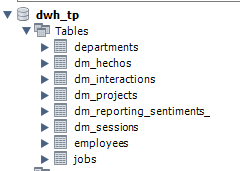 dwh_tp
Tables
departments
dm_hechos
dm_interactions
dm_projects
dm_reporting_sentiments_
dm_sessions
employees
jobs